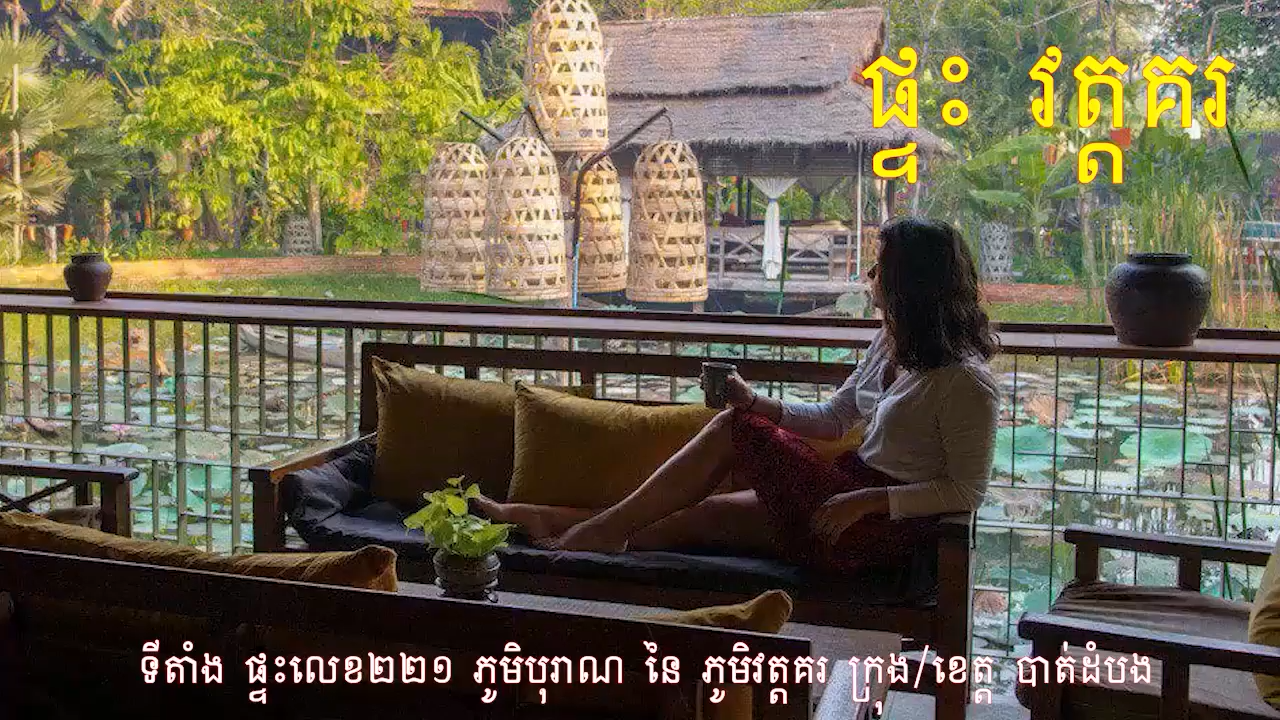 ផ្ទះ វត្តគរ
ទីតាំង ផ្ទះលេខ២២១ ភូមិបុរាណ នៃ ភូមិវត្តគរ ក្រុង/ខេត្ត បាត់ដំបង